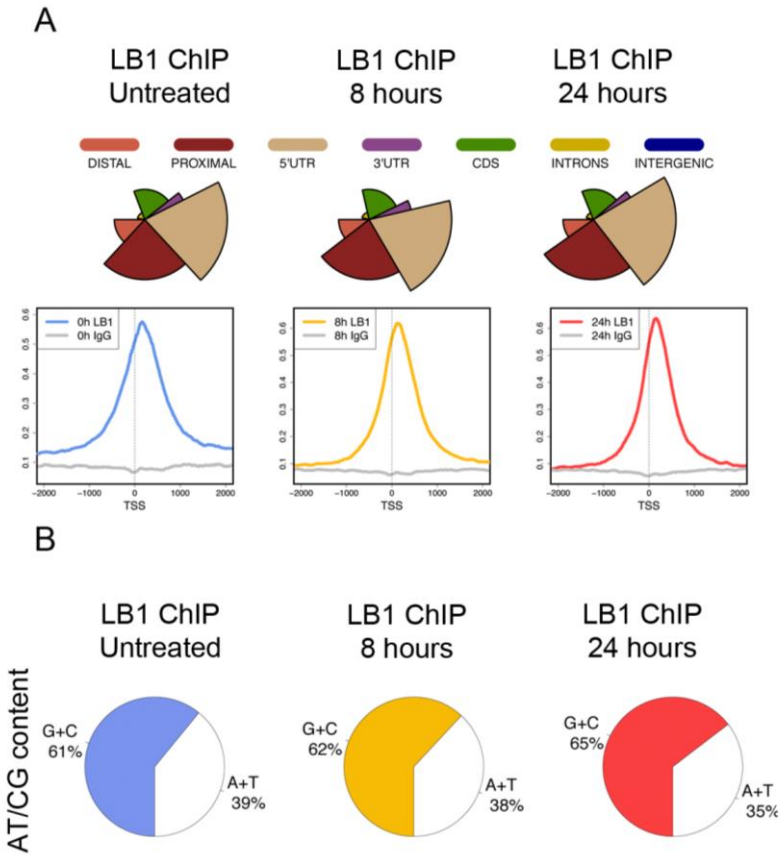 A
LB1 ChIP
Untreated
LB1 ChIP
8 hours
LB1 ChIP
24 hours
DISTAL
PROXIMAL
5'UTR
3'UTR
CDS
INTRONS
INTERGENIC
0h LB1
0h IgG
0.1 0.2 0.3 0.4 0.5 0.6
−2000 −1000 0 1000 2000
TSS
8h LB1
8h IgG
0.1 0.2 0.3 0.4 0.5 0.6
−2000 −1000 0 1000 2000
TSS
24h LB1
24h IgG
0.1 0.2 0.3 0.4 0.5 0.6
−2000 −1000 0 1000 2000
TSS
B
LB1 ChIP
Untreated
LB1 ChIP
8 hours
LB1 ChIP
24 hours
AT/CG content
G+C
61%
A+T
39%
G+C
62%
A+T
38%
G+C
65%
A+T
35%